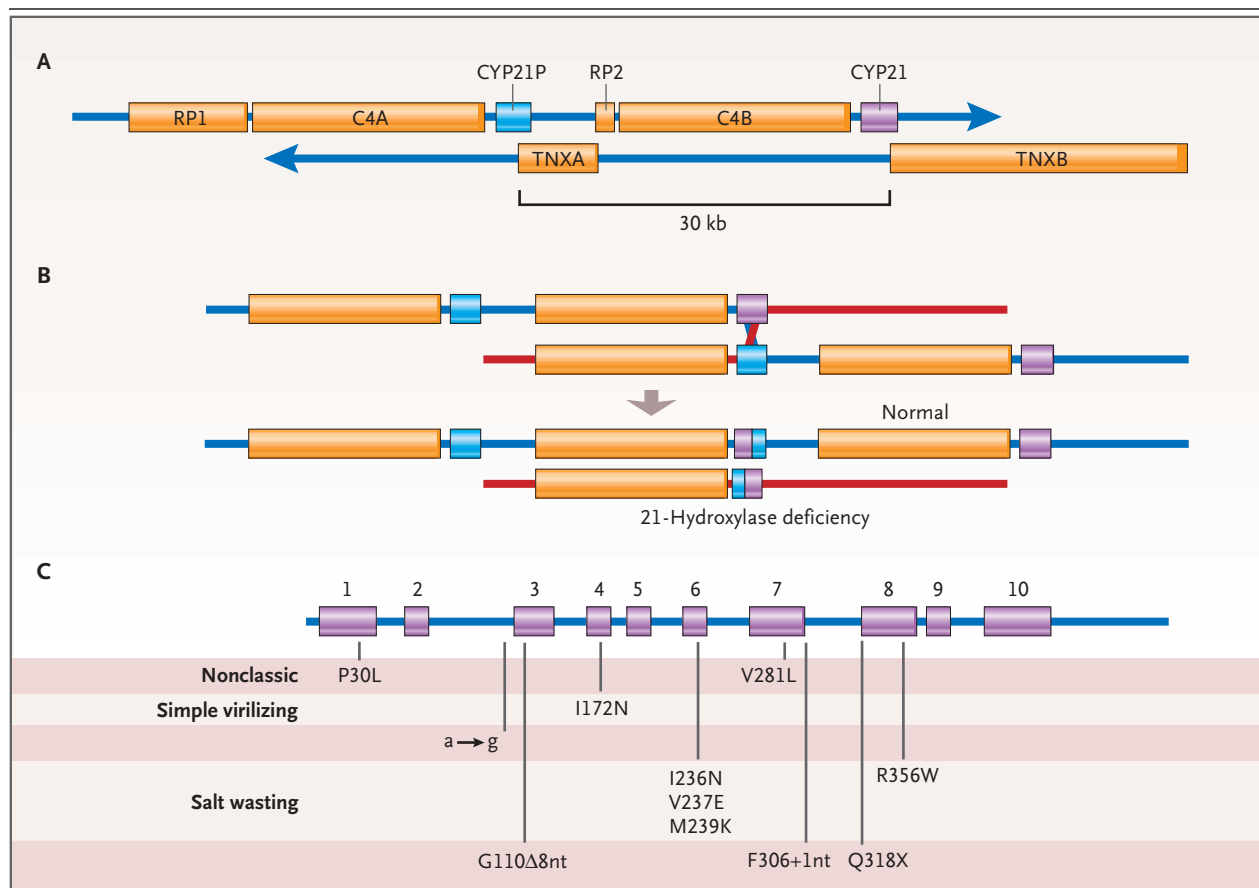 A
CYP21P RP2 CYP21
RP1 C4A C4B
TNXA TNXB
30 kb
B
Normal
21-Hydroxylase deficiency
C
1 2 3 4 5 6 7 8 9 10
Nonclassic P30L V281L
Simple virilizing I172N
a → g
I236N R356W
V237E
Salt wasting
M239K
G110Δ8nt F306+1nt Q318X